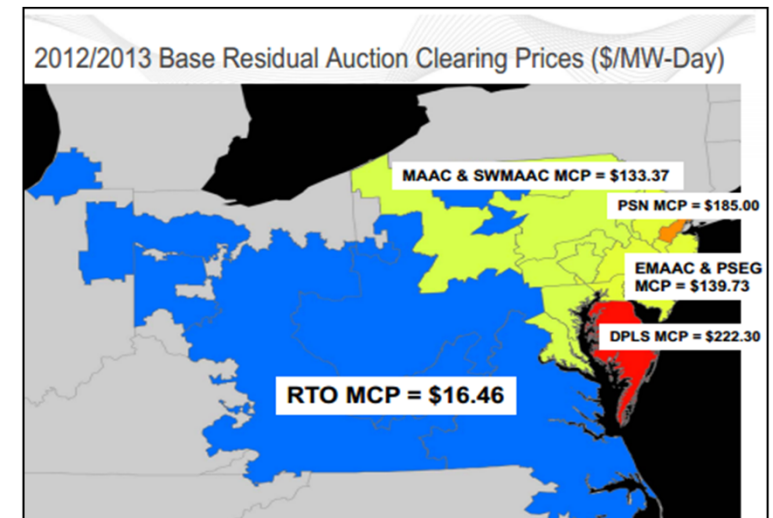 2012/2013 Base Residual Auction Clearing Prices ($/MW-Day)
MAAC & SWMAAC MCP = $133.37
PSN MCP = $185.00
EMAAC & PSEG
MCP = $139.73
DPLS MCP = $222.30
RTO MCP = $16.46